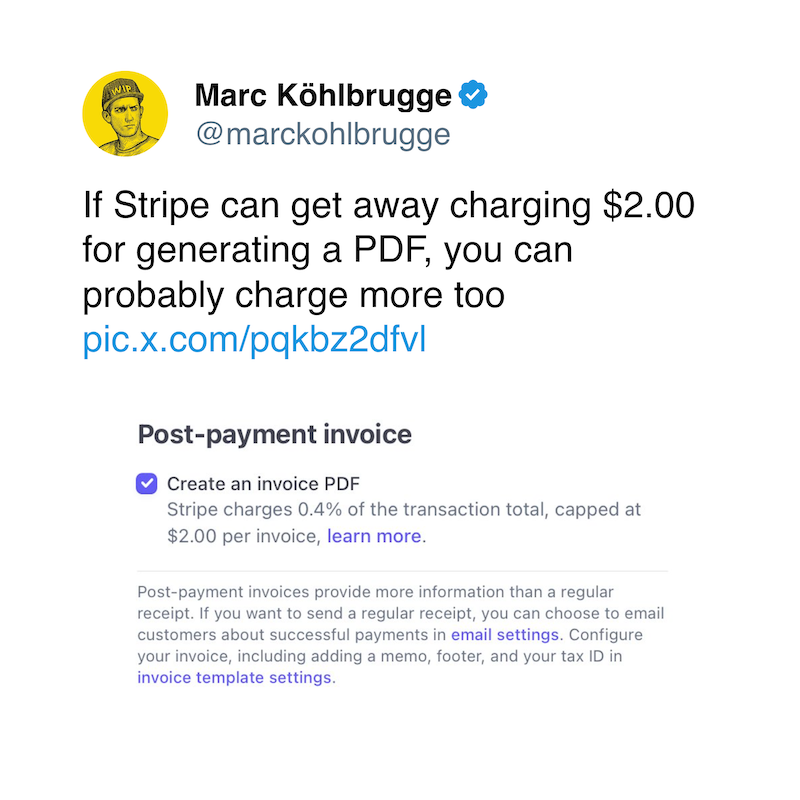 WIP
Marc Köhlbrugge
@marckohlbrugge
If Stripe can get away charging $2.00
for generating a PDF, you can
probably charge more too
pic.x.com/pqkbz2dfvl
Post-payment invoice
Create an invoice PDF
Stripe charges 0.4% of the transaction total, capped at
$2.00 per invoice, learn more.
Post-payment invoices provide more information than a regular
receipt. If you want to send a regular receipt, you can choose to email
customers about successful payments in email settings. Configure
your invoice, including adding a memo, footer, and your tax ID in
invoice template settings.